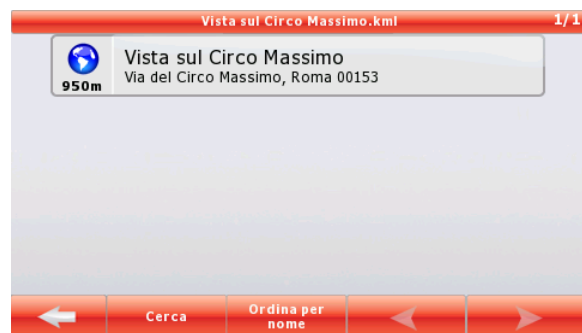 Vista sul Circo Massimo.kml
1/1
Vista sul Circo Massimo
Via del Circo Massimo, Roma 00153
950m
Cerca
Ordina per
nome